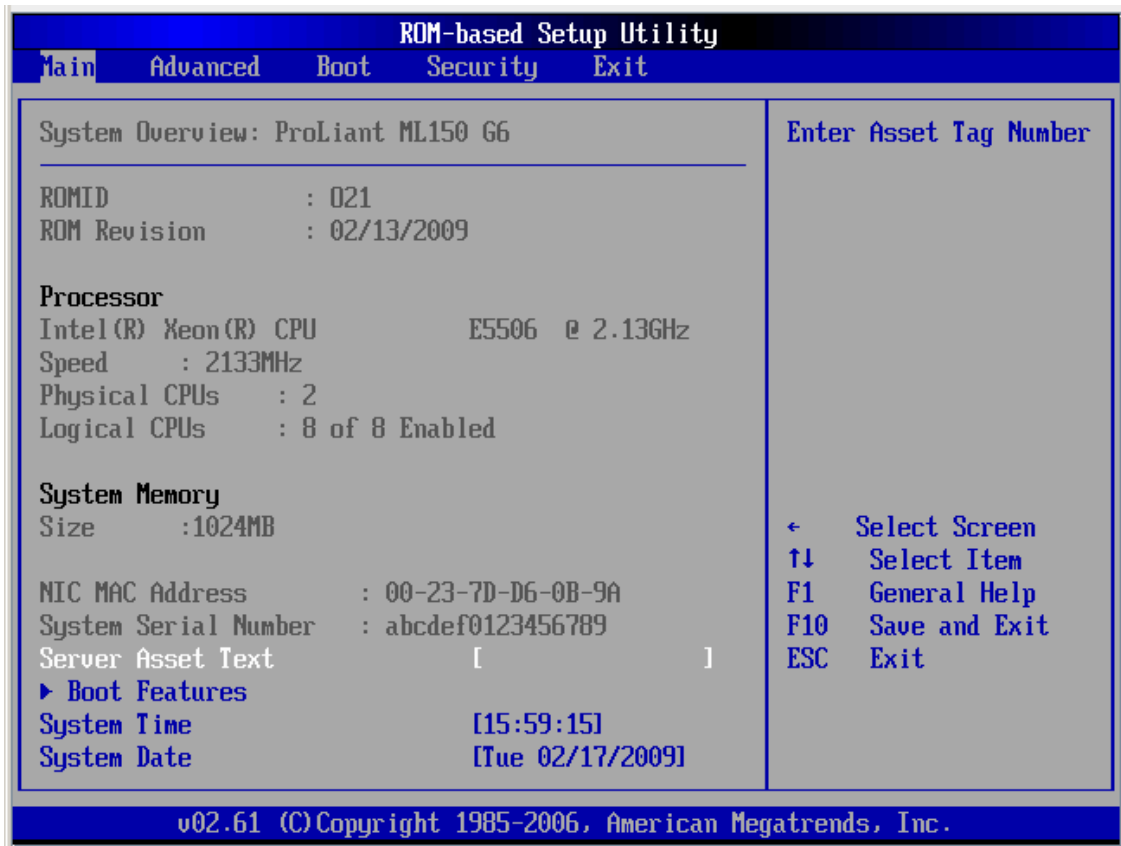 ROM-based Setup Utility
Main Advanced Boot Security Exit
System Overview: ProLiant ML150 G6
ROMID : O21
ROM Revision : 02/13/2009
Processor
Intel(R) Xeon(R) CPU E5506 @ 2.13GHz
Speed : 2133MHz
Physical CPUs : 2
Logical CPUs : 8 of 8 Enabled
System Memory
Size :1024MB
NIC MAC Address : 00-23-7D-D6-0B-9A
System Serial Number : abcdef0123456789
Server Asset Text [ ]
▶ Boot Features
System Time [15:59:15]
System Date [Tue 02/17/2009]
Enter Asset Tag Number
← Select Screen
↑↓ Select Item
F1 General Help
F10 Save and Exit
ESC Exit
v02.61 (C)Copyright 1985-2006, American Megatrends, Inc.